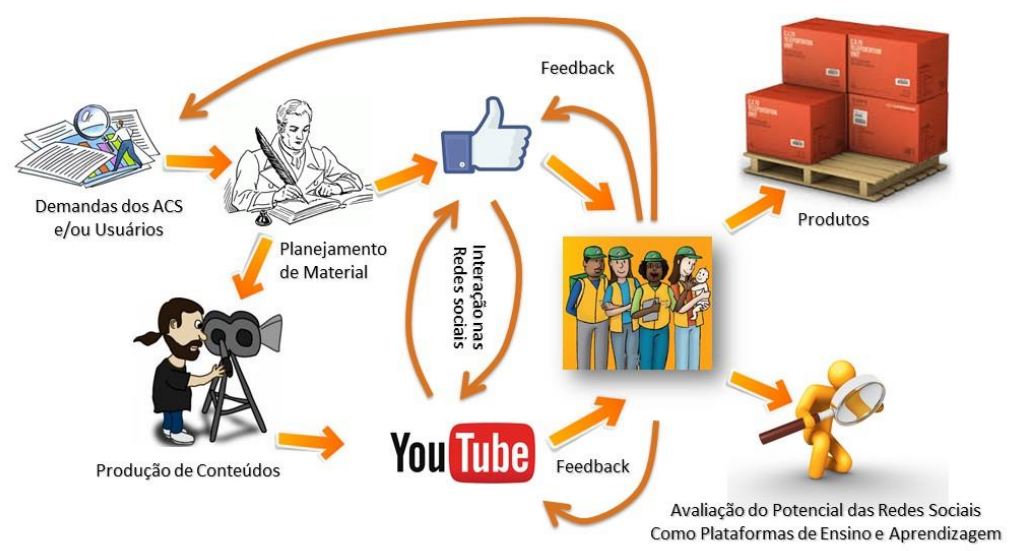 Feedback
Demandas dos ACS
e/ou Usuários
Produtos
Planejamento
de Material
Interação nas
Redes sociais
Produção de Conteúdos
YouTube
Feedback
Avaliação do Potencial das Redes Sociais
Como Plataformas de Ensino e Aprendizagem